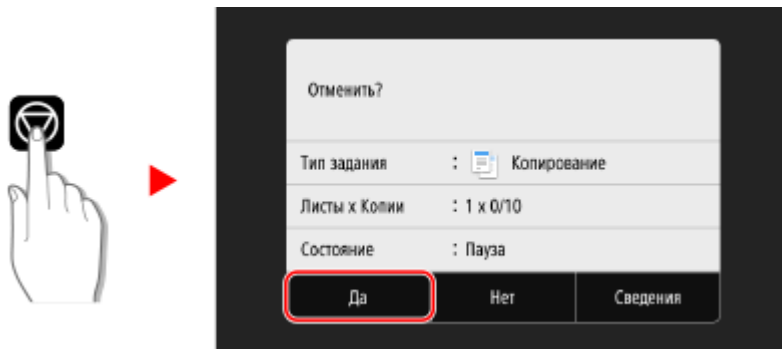 Отменить?
Тип задания : Копирование
Листы x Копии : 1 x 0/10
Состояние : Пауза
Да Нет Сведения